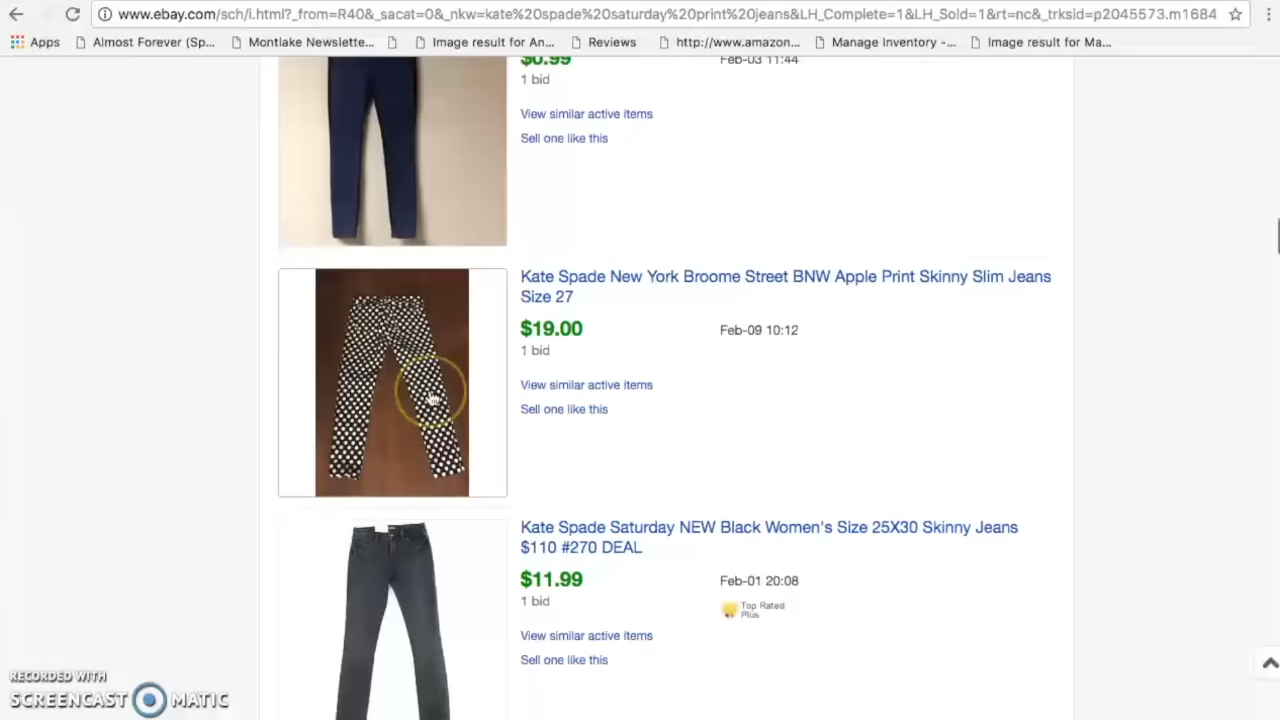 www.ebay.com/sch/i.html?_from=R40&_sacat=0&_nkw=kate%20spade%20saturday%20print%20jeans&LH_Complete=1&LH_Sold=1&rt=nc&_trksid=p2045573.m1684
Apps Almost Forever (Sp... Montlake Newslette... Image result for An... Reviews http://www.amazon... Manage Inventory -... Image result for Ma...
$0.99 Feb-03 11:44
1 bid
View similar active items
Sell one like this
Kate Spade New York Broome Street BNW Apple Print Skinny Slim Jeans
Size 27
$19.00 Feb-09 10:12
1 bid
View similar active items
Sell one like this
Kate Spade Saturday NEW Black Women's Size 25X30 Skinny Jeans
$110 #270 DEAL
$11.99 Feb-01 20:08
1 bid Top Rated
Plus
View similar active items
Sell one like this
RECORDED WITH
SCREENCAST MATIC